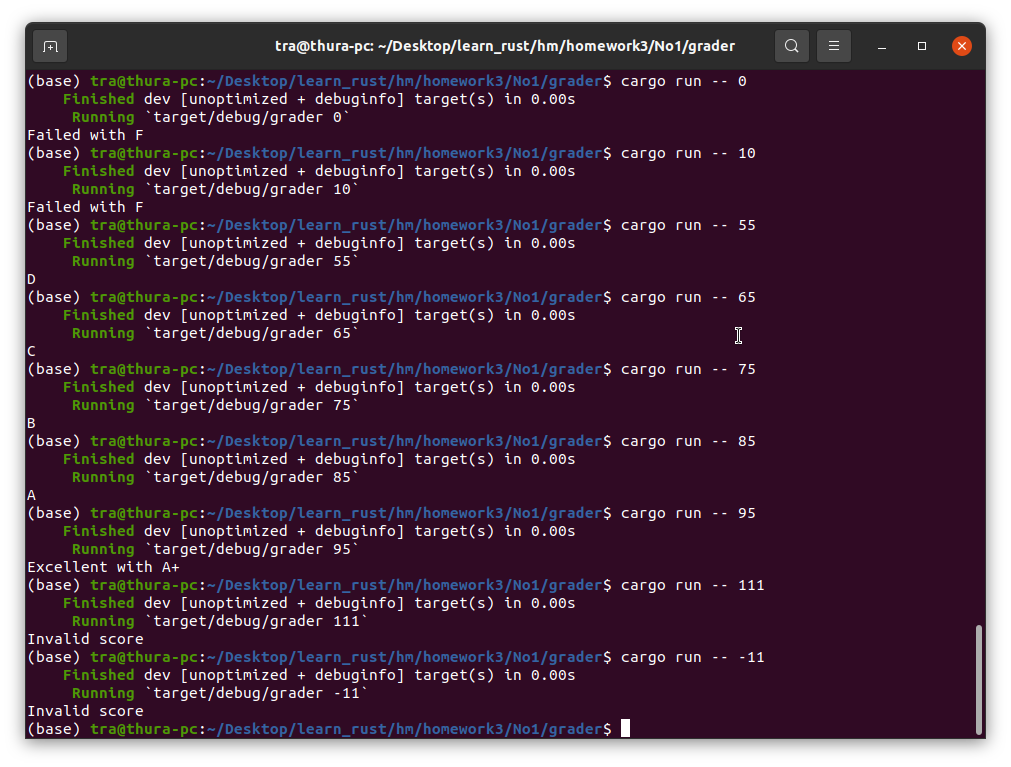 tra@thura-pc: ~/Desktop/learn_rust/hm/homework3/No1/grader
(base) tra@thura-pc:~/Desktop/learn_rust/hm/homework3/No1/grader$ cargo run -- 0
    Finished dev [unoptimized + debuginfo] target(s) in 0.00s
     Running `target/debug/grader 0`
Failed with F
(base) tra@thura-pc:~/Desktop/learn_rust/hm/homework3/No1/grader$ cargo run -- 10
    Finished dev [unoptimized + debuginfo] target(s) in 0.00s
     Running `target/debug/grader 10`
Failed with F
(base) tra@thura-pc:~/Desktop/learn_rust/hm/homework3/No1/grader$ cargo run -- 55
    Finished dev [unoptimized + debuginfo] target(s) in 0.00s
     Running `target/debug/grader 55`
D
(base) tra@thura-pc:~/Desktop/learn_rust/hm/homework3/No1/grader$ cargo run -- 65
    Finished dev [unoptimized + debuginfo] target(s) in 0.00s
     Running `target/debug/grader 65`
C
(base) tra@thura-pc:~/Desktop/learn_rust/hm/homework3/No1/grader$ cargo run -- 75
    Finished dev [unoptimized + debuginfo] target(s) in 0.00s
     Running `target/debug/grader 75`
B
(base) tra@thura-pc:~/Desktop/learn_rust/hm/homework3/No1/grader$ cargo run -- 85
    Finished dev [unoptimized + debuginfo] target(s) in 0.00s
     Running `target/debug/grader 85`
A
(base) tra@thura-pc:~/Desktop/learn_rust/hm/homework3/No1/grader$ cargo run -- 95
    Finished dev [unoptimized + debuginfo] target(s) in 0.00s
     Running `target/debug/grader 95`
Excellent with A+
(base) tra@thura-pc:~/Desktop/learn_rust/hm/homework3/No1/grader$ cargo run -- 111
    Finished dev [unoptimized + debuginfo] target(s) in 0.00s
     Running `target/debug/grader 111`
Invalid score
(base) tra@thura-pc:~/Desktop/learn_rust/hm/homework3/No1/grader$ cargo run -- -11
    Finished dev [unoptimized + debuginfo] target(s) in 0.00s
     Running `target/debug/grader -11`
Invalid score
(base) tra@thura-pc:~/Desktop/learn_rust/hm/homework3/No1/grader$